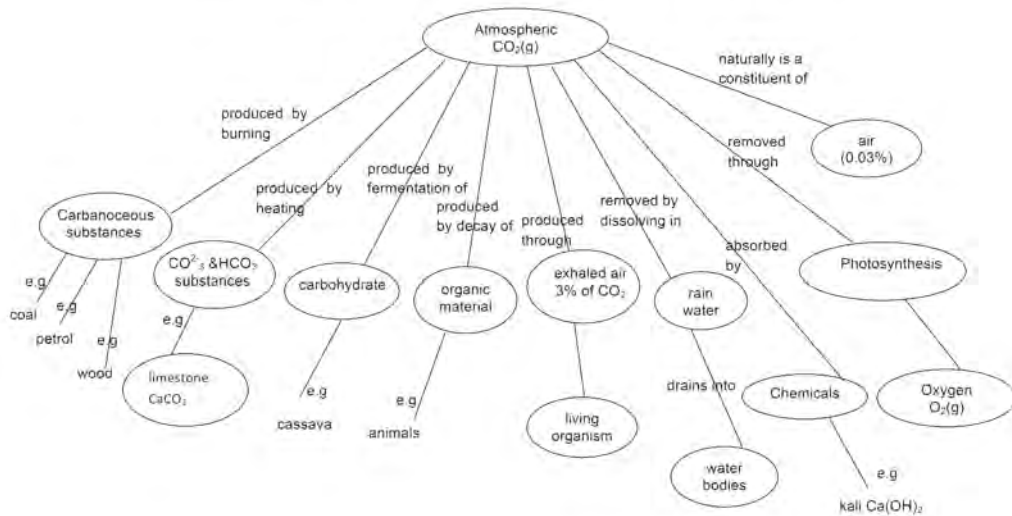 Atmospheric
CO₂(g)
naturally is a
constituent of
produced by
burning
removed
through
air
(0.03%)
produced by
heating
produced by
fermentation of
produced
by decay of
produced
through
removed by
dissolving in
absorbed
by
Carbanoceous
substances
CO²⁻₃ &HCO₃
substances
carbohydrate
organic
material
exhaled air
3% of CO₂
rain
water
Photosynthesis
e.g
coal
e.g
petrol
e.g
wood
e.g
limestone
CaCO₃
e.g
cassava
e.g
animals
living
organism
drains into
water
bodies
Chemicals
Oxygen
O₂(g)
e.g
kali Ca(OH)₂